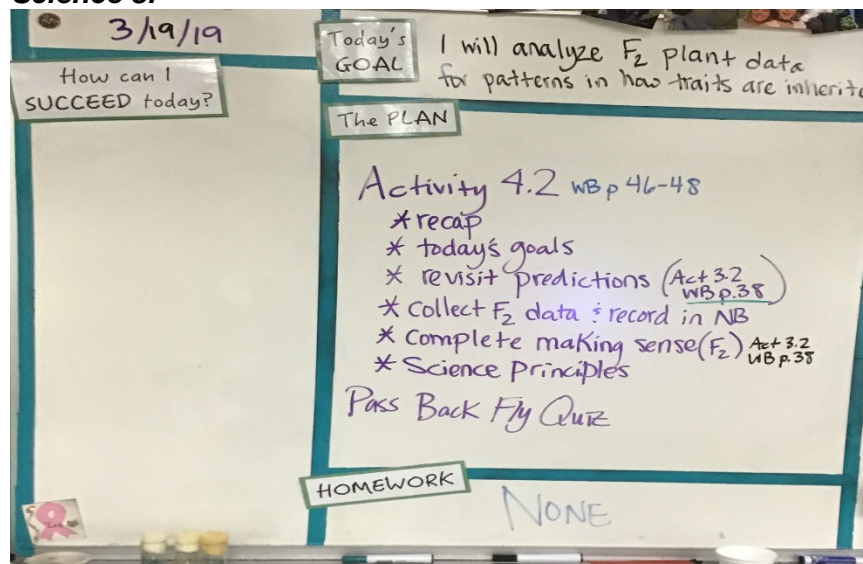 3/19/19
How can I
SUCCEED today?
Today's
GOAL
I will analyze F₂ plant data
for patterns in how traits are inherite
The PLAN
Activity 4.2 WB p 46-48
* recap
* today's goals
* revisit predictions (Act 3.2
WB p.38)
* collect F₂ data & record in NB
* Complete making sense (F₂) Act 3.2
WB p.38
* Science Principles
Pass Back Fly Quiz
HOMEWORK
NONE